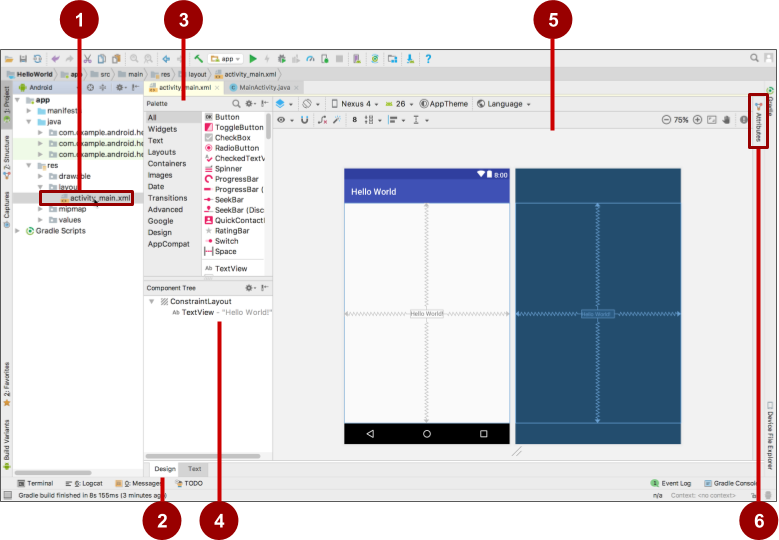 1
3
5
app
HelloWorld
app
src
main
res
layout
activity_main.xml
1: Project
Android
activity_main.xml
MainActivity.java
Gradle
app
manifests
java
com.example.android.he
com.example.android.he
com.example.android.he
res
drawable
layout
activity_main.xml
mipmap
values
Gradle Scripts
Z: Structure
Captures
2: Favorites
Build Variants
Palette
All
Widgets
Text
Layouts
Containers
Images
Date
Transitions
Advanced
Google
Design
AppCompat
OK Button
ToggleButton
CheckBox
RadioButton
CheckedTextV
Spinner
ProgressBar
ProgressBar (
SeekBar
SeekBar (Disc
QuickContactB
RatingBar
Switch
Space
Ab TextView
Nexus 4
26
AppTheme
Language
8
75%
Attributes
Component Tree
ConstraintLayout
Ab TextView - "Hello World!"
8:00
Hello World
Hello World!
Hello World!
Device File Explorer
Design
Text
Terminal
6: Logcat
0: Messages
TODO
Event Log
Gradle Console
Gradle build finished in 8s 155ms (3 minutes ago)
n/a
Context: <no context>
2
4
6